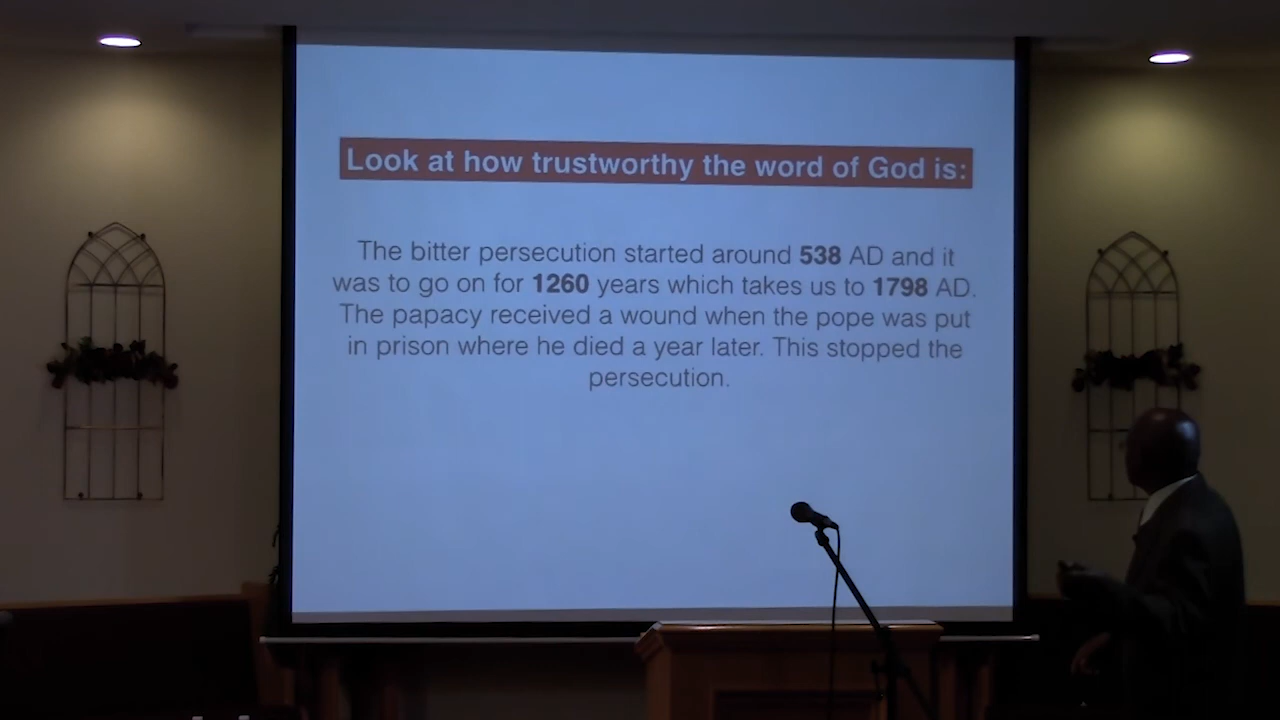 Look at how trustworthy the word of God is:
The bitter persecution started around 538 AD and it
was to go on for 1260 years which takes us to 1798 AD.
The papacy received a wound when the pope was put
in prison where he died a year later. This stopped the
persecution.